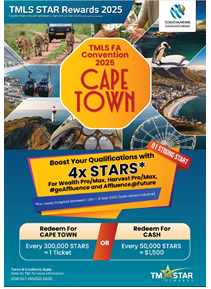 TMLS STAR Rewards 2025
TOKIO MARINE
INSURANCE GROUP
TMLS FA
Convention
2025
CAPE
TOWN
Q1 STRONG START
Boost Your Qualifications with
4x STARS*
For Wealth Pro/Max, Harvest Pro/Max,
#goAffluence and Affluence@Future
Redeem For
CAPE TOWN
Every 300,000 STARS
= 1 Ticket
OR
Redeem For
CASH
Every 50,000 STARS
= $1,500
Terms & Conditions Apply.
TM STAR
REWARDS